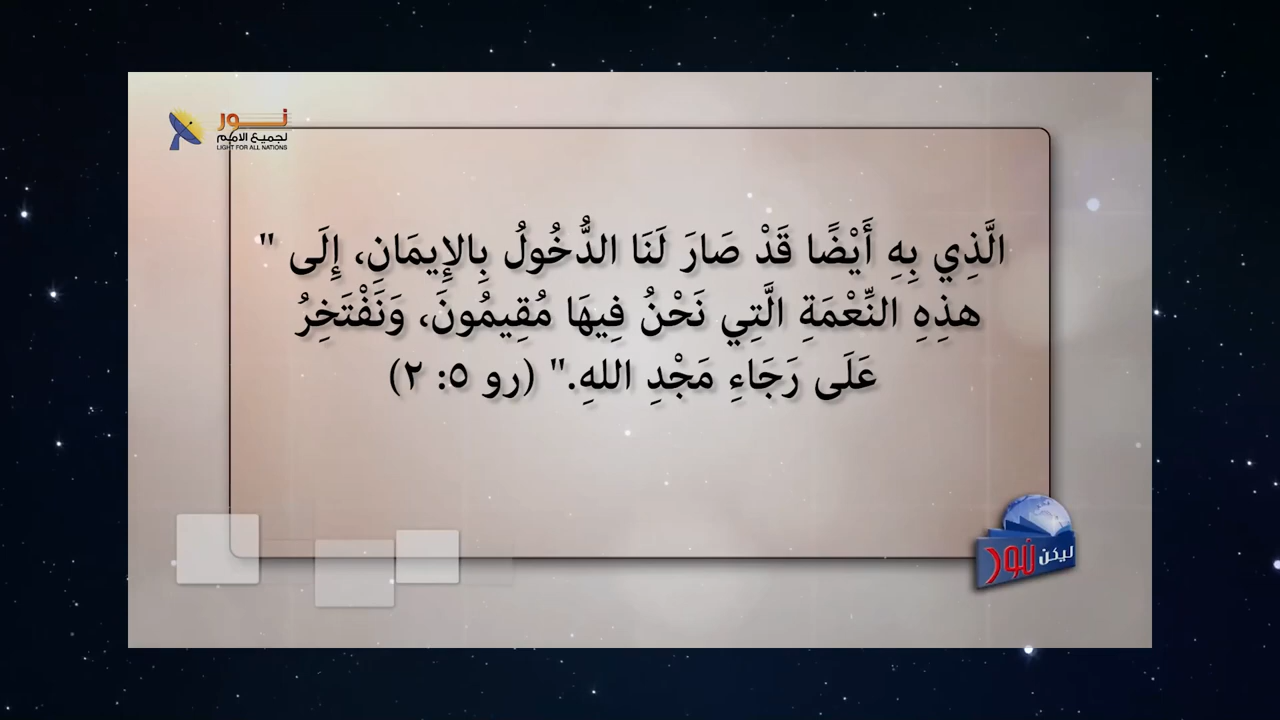 نور
لجميع الامم
LIGHT FOR ALL NATIONS
الَّذِي بِهِ أَيْضًا قَدْ صَارَ لَنَا الدُّخُولُ بِالإِيمَانِ، إِلَى "
هذِهِ النِّعْمَةِ الَّتِي نَحْنُ فِيهَا مُقِيمُونَ، وَنَفْتَخِرُ
عَلَى رَجَاءِ مَجْدِ اللهِ." (رو ٥: ٢)
ليكن نور